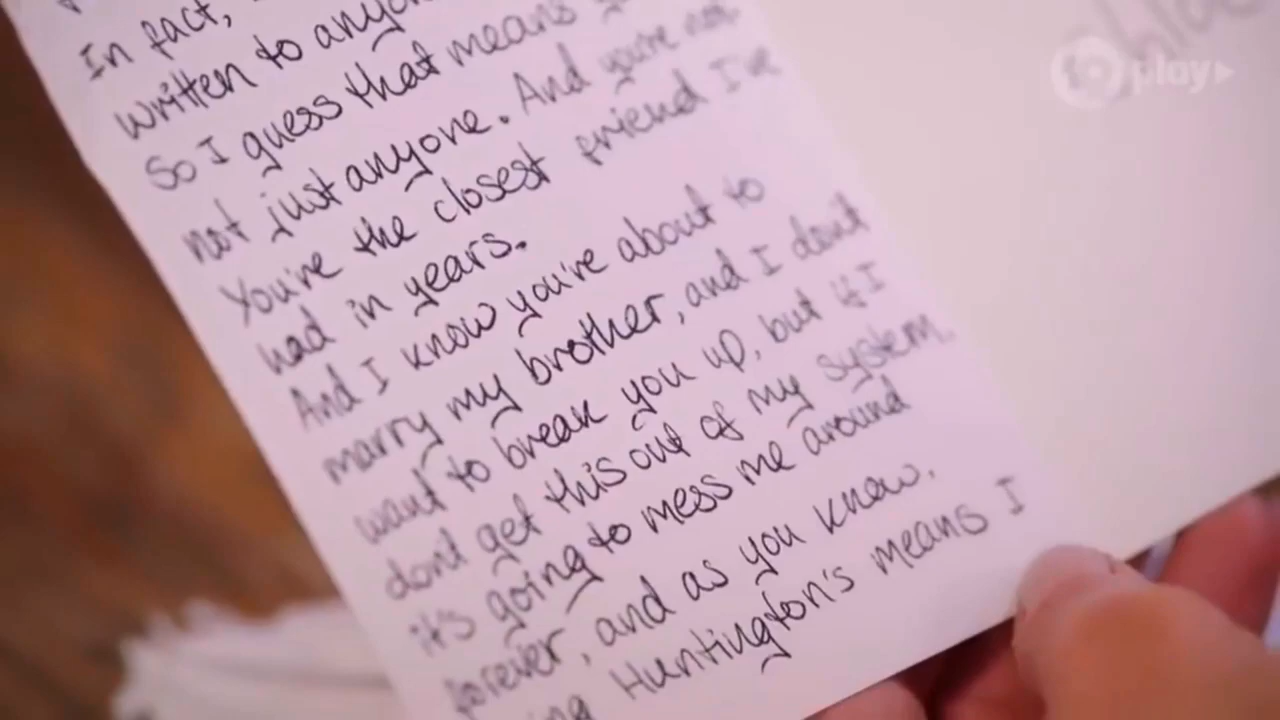 In fact,
written to anyone
So I guess that means
not just anyone. And you're not
You're the closest friend I've
had in years.
And I know you're about to
marry my brother, and I don't
want to break you up, but if I
don't get this out of my system,
it's going to mess me around
forever, and as you know,
Huntington's means I
play